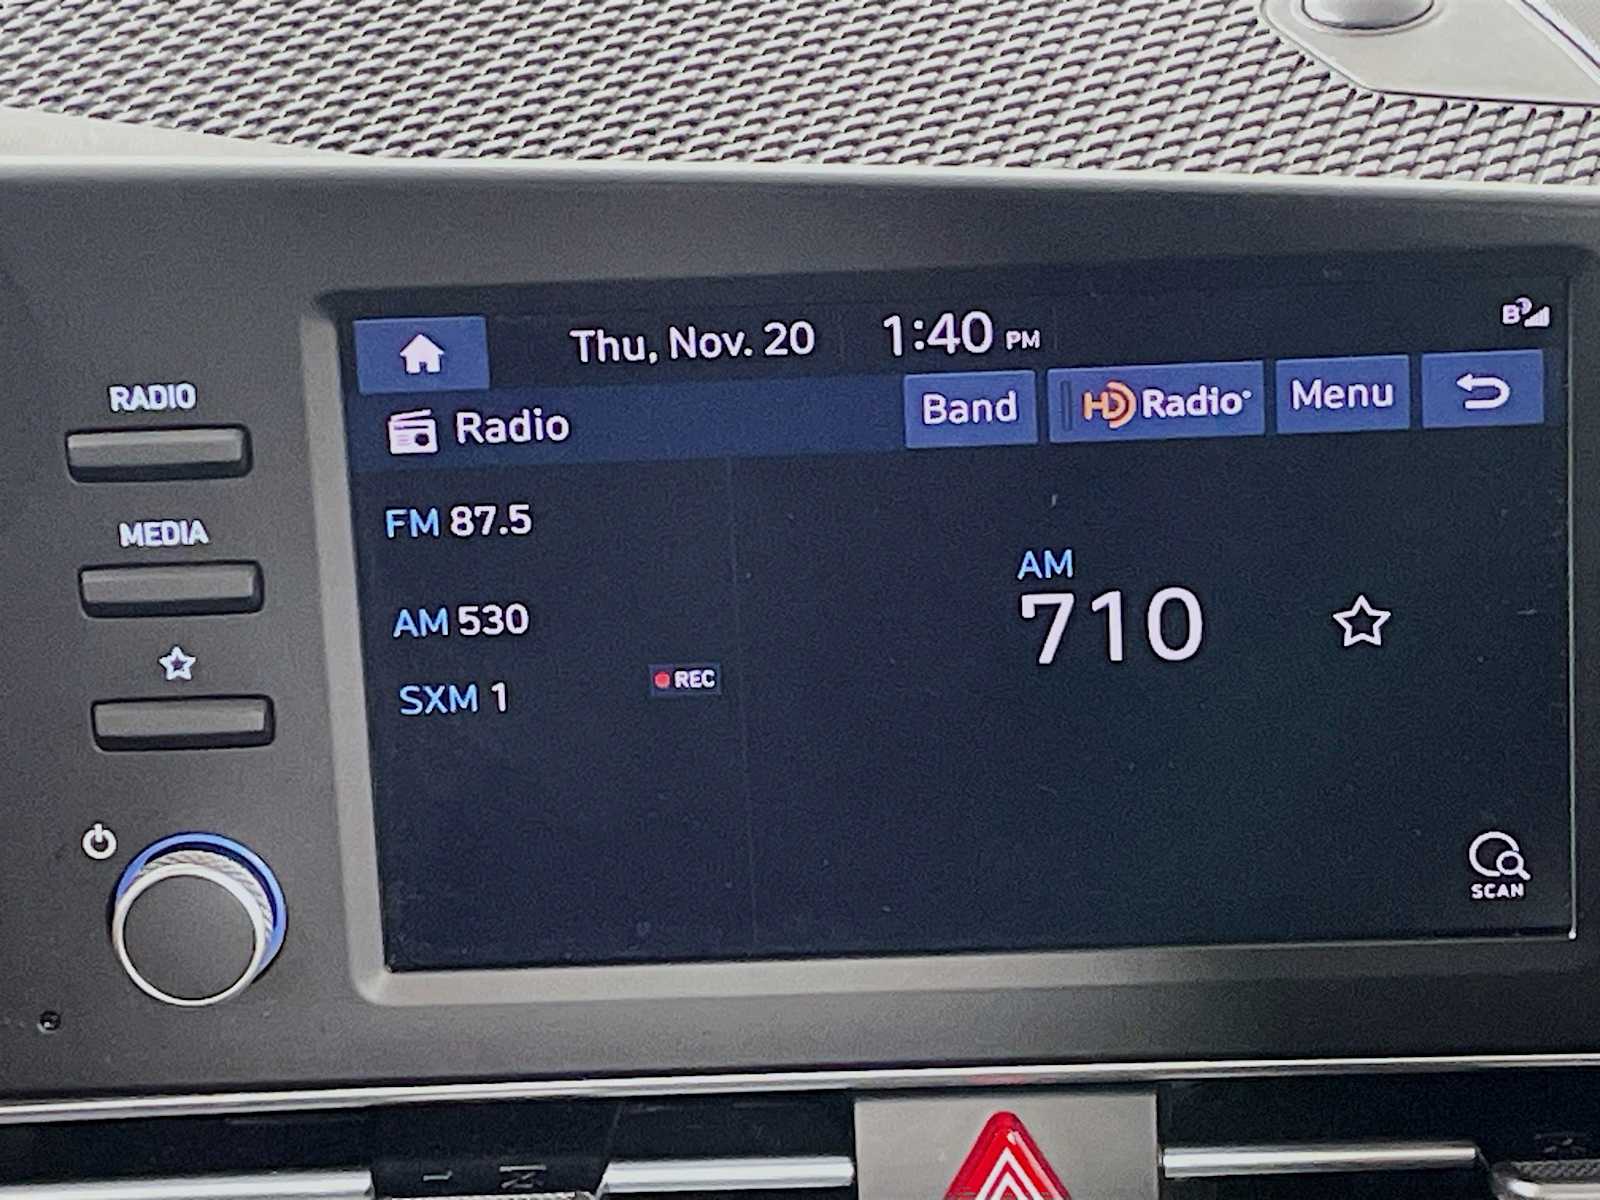 Thu, Nov. 20 1:40 PM
B
RADIO
Radio
Band HD Radio Menu
FM 87.5
MEDIA
AM
AM 530
710
SXM 1
REC
SCAN